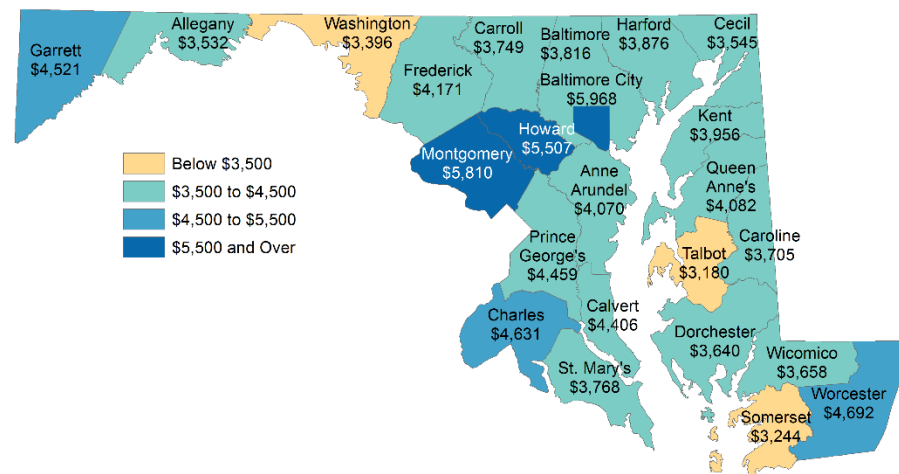 Garrett
$4,521
Allegany
$3,532
Washington
$3,396
Frederick
$4,171
Carroll
$3,749
Baltimore
$3,816
Harford
$3,876
Cecil
$3,545
Baltimore City
$5,968
Howard
$5,507
Montgomery
$5,810
Kent
$3,956
Queen
Anne's
$4,082
Anne
Arundel
$4,070
Prince
George's
$4,459
Talbot
$3,180
Caroline
$3,705
Charles
$4,631
Calvert
$4,406
St. Mary's
$3,768
Dorchester
$3,640
Wicomico
$3,658
Worcester
$4,692
Somerset
$3,244
Below $3,500
$3,500 to $4,500
$4,500 to $5,500
$5,500 and Over